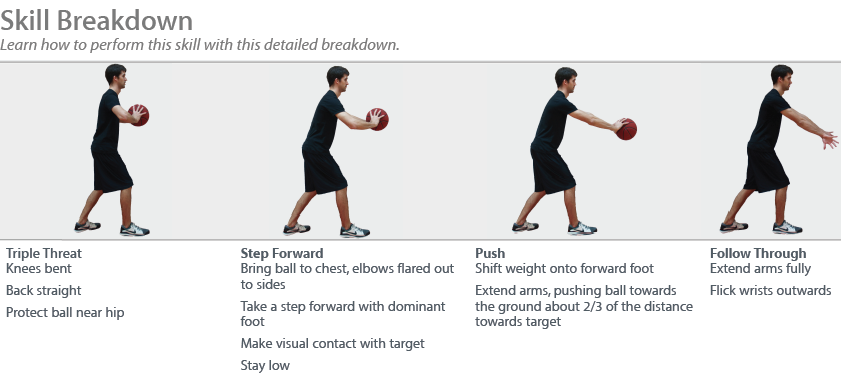 Skill Breakdown
Learn how to perform this skill with this detailed breakdown.
Triple Threat
Knees bent
Back straight
Protect ball near hip
Step Forward
Bring ball to chest, elbows flared out
to sides
Take a step forward with dominant
foot
Make visual contact with target
Stay low
Push
Shift weight onto forward foot
Extend arms, pushing ball towards
the ground about 2/3 of the distance
towards target
Follow Through
Extend arms fully
Flick wrists outwards